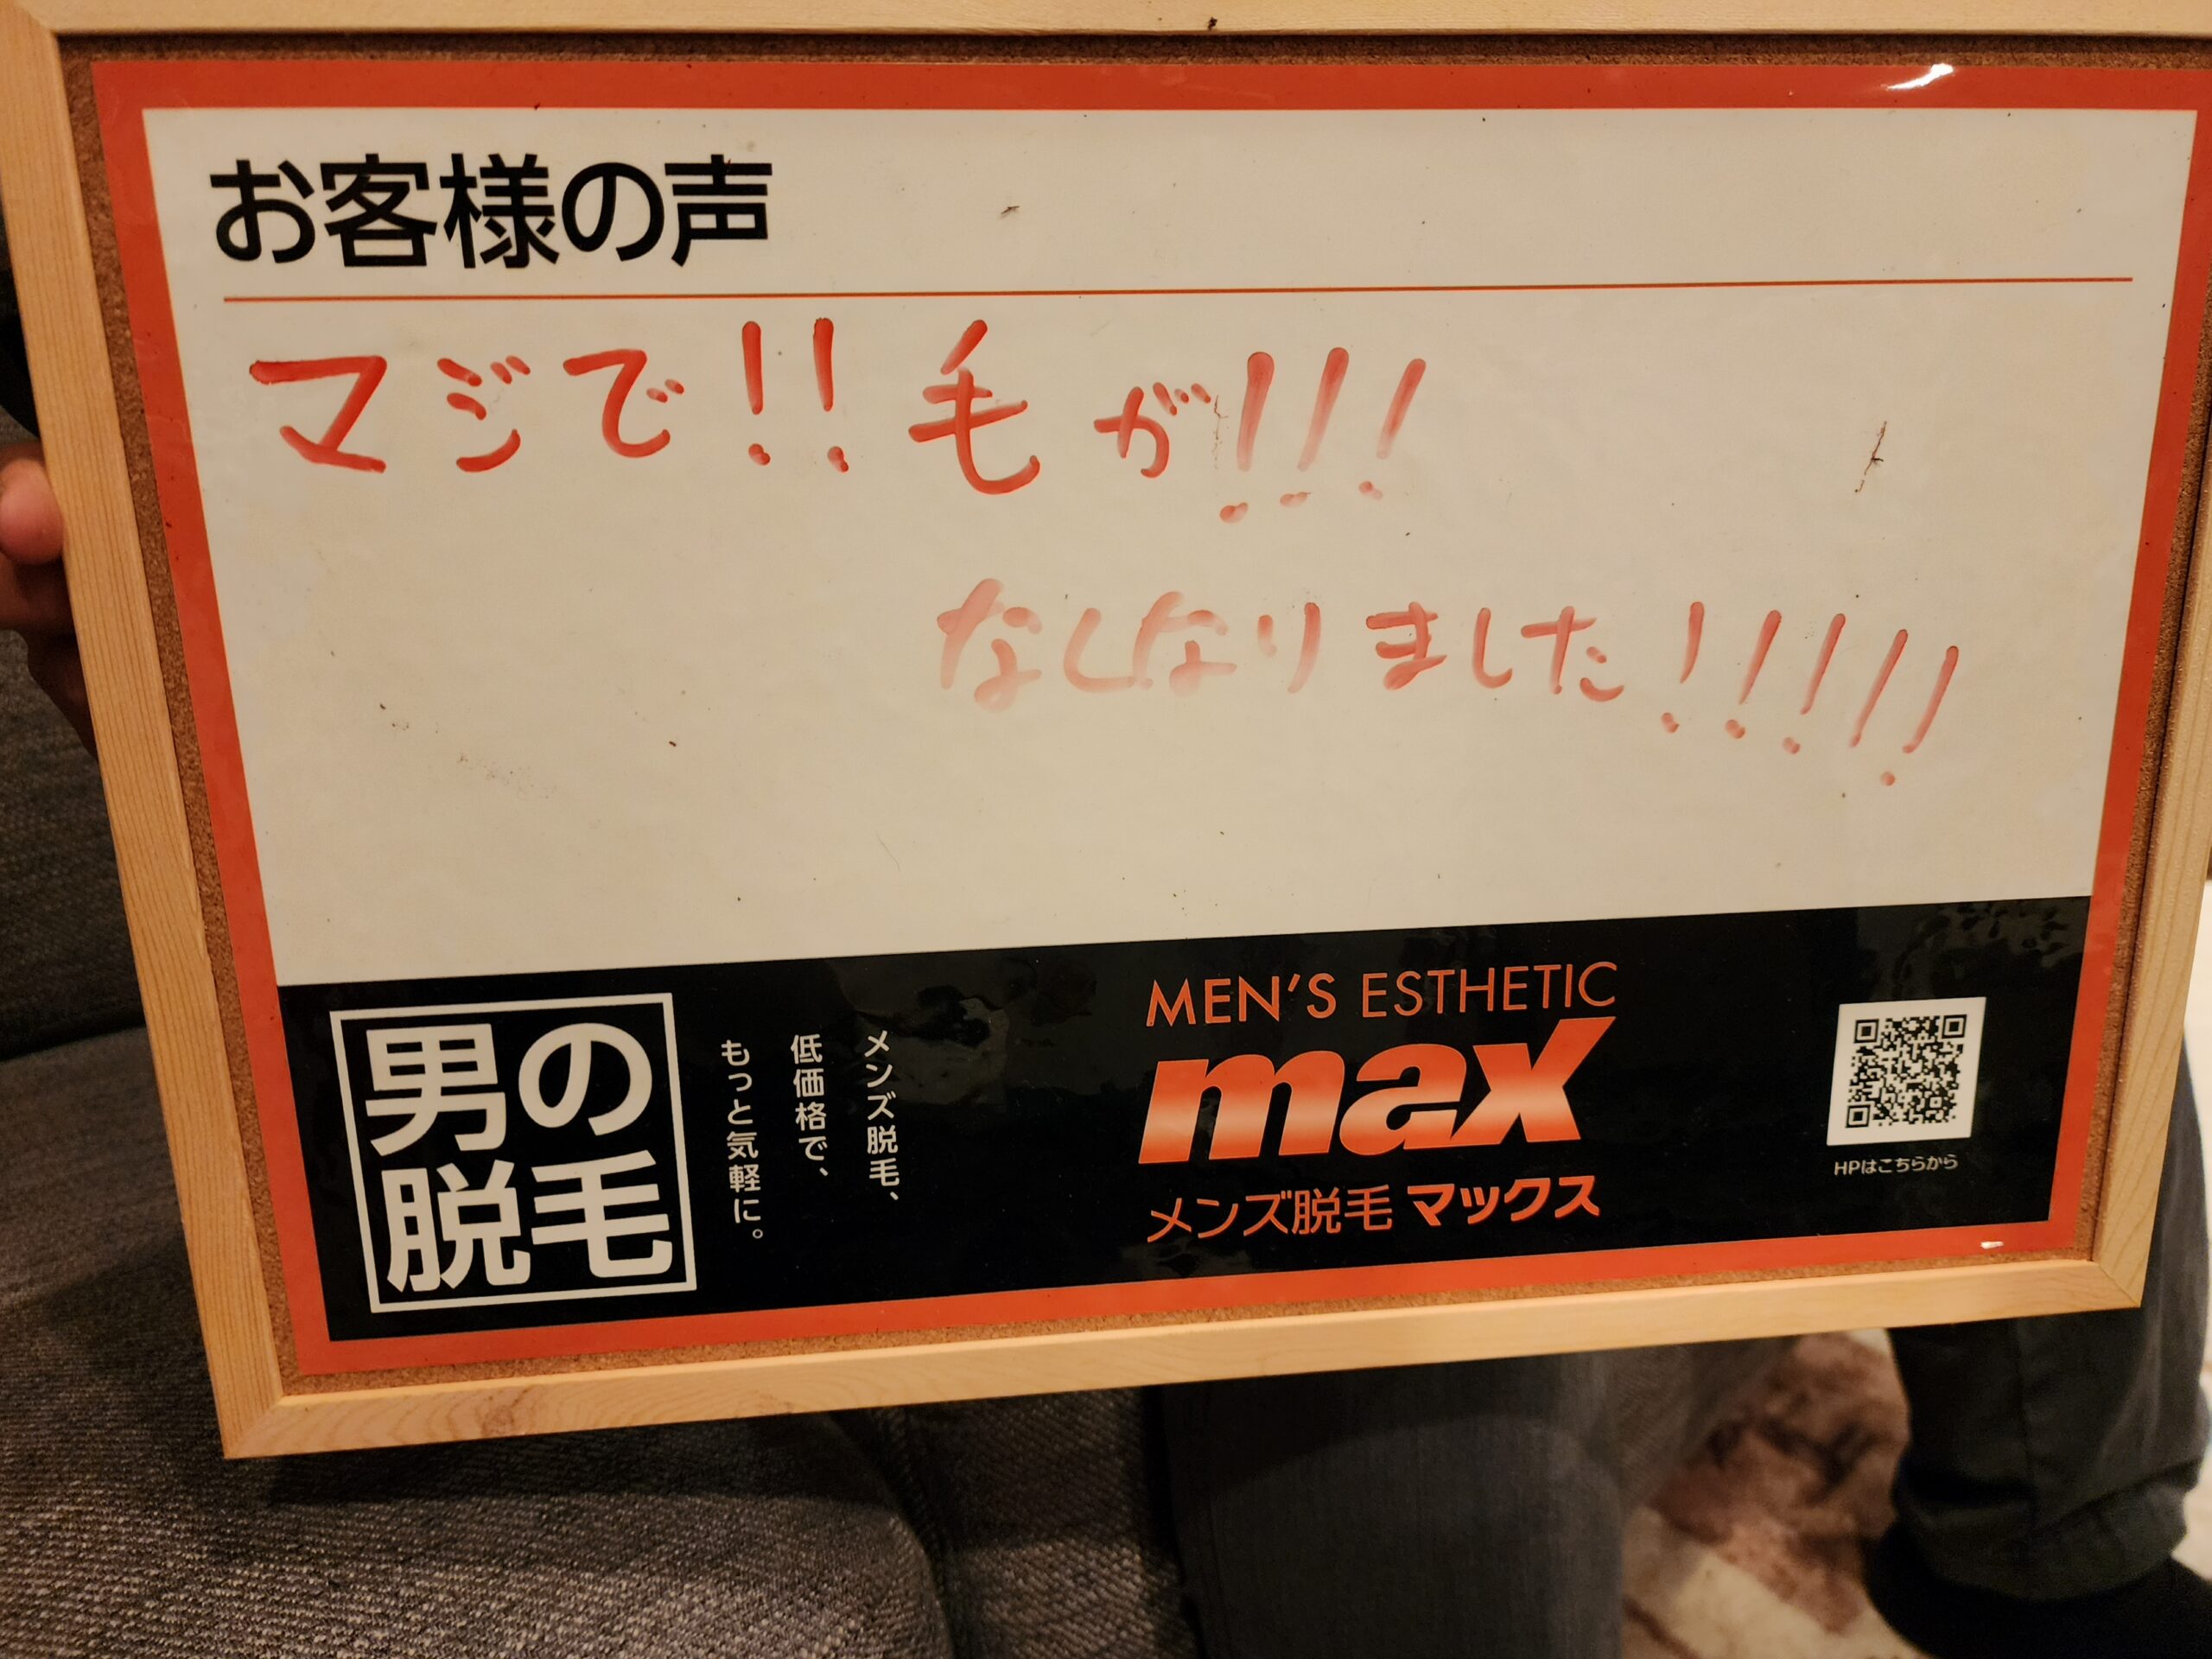 お客様の声
マジで!!毛が!!!
なしなりました!!!!!
男の
脱毛
メンズ脱毛、
低価格で、
もっと気軽に。
MEN'S ESTHETIC
max
メンズ脱毛 マックス
HPはこちらから